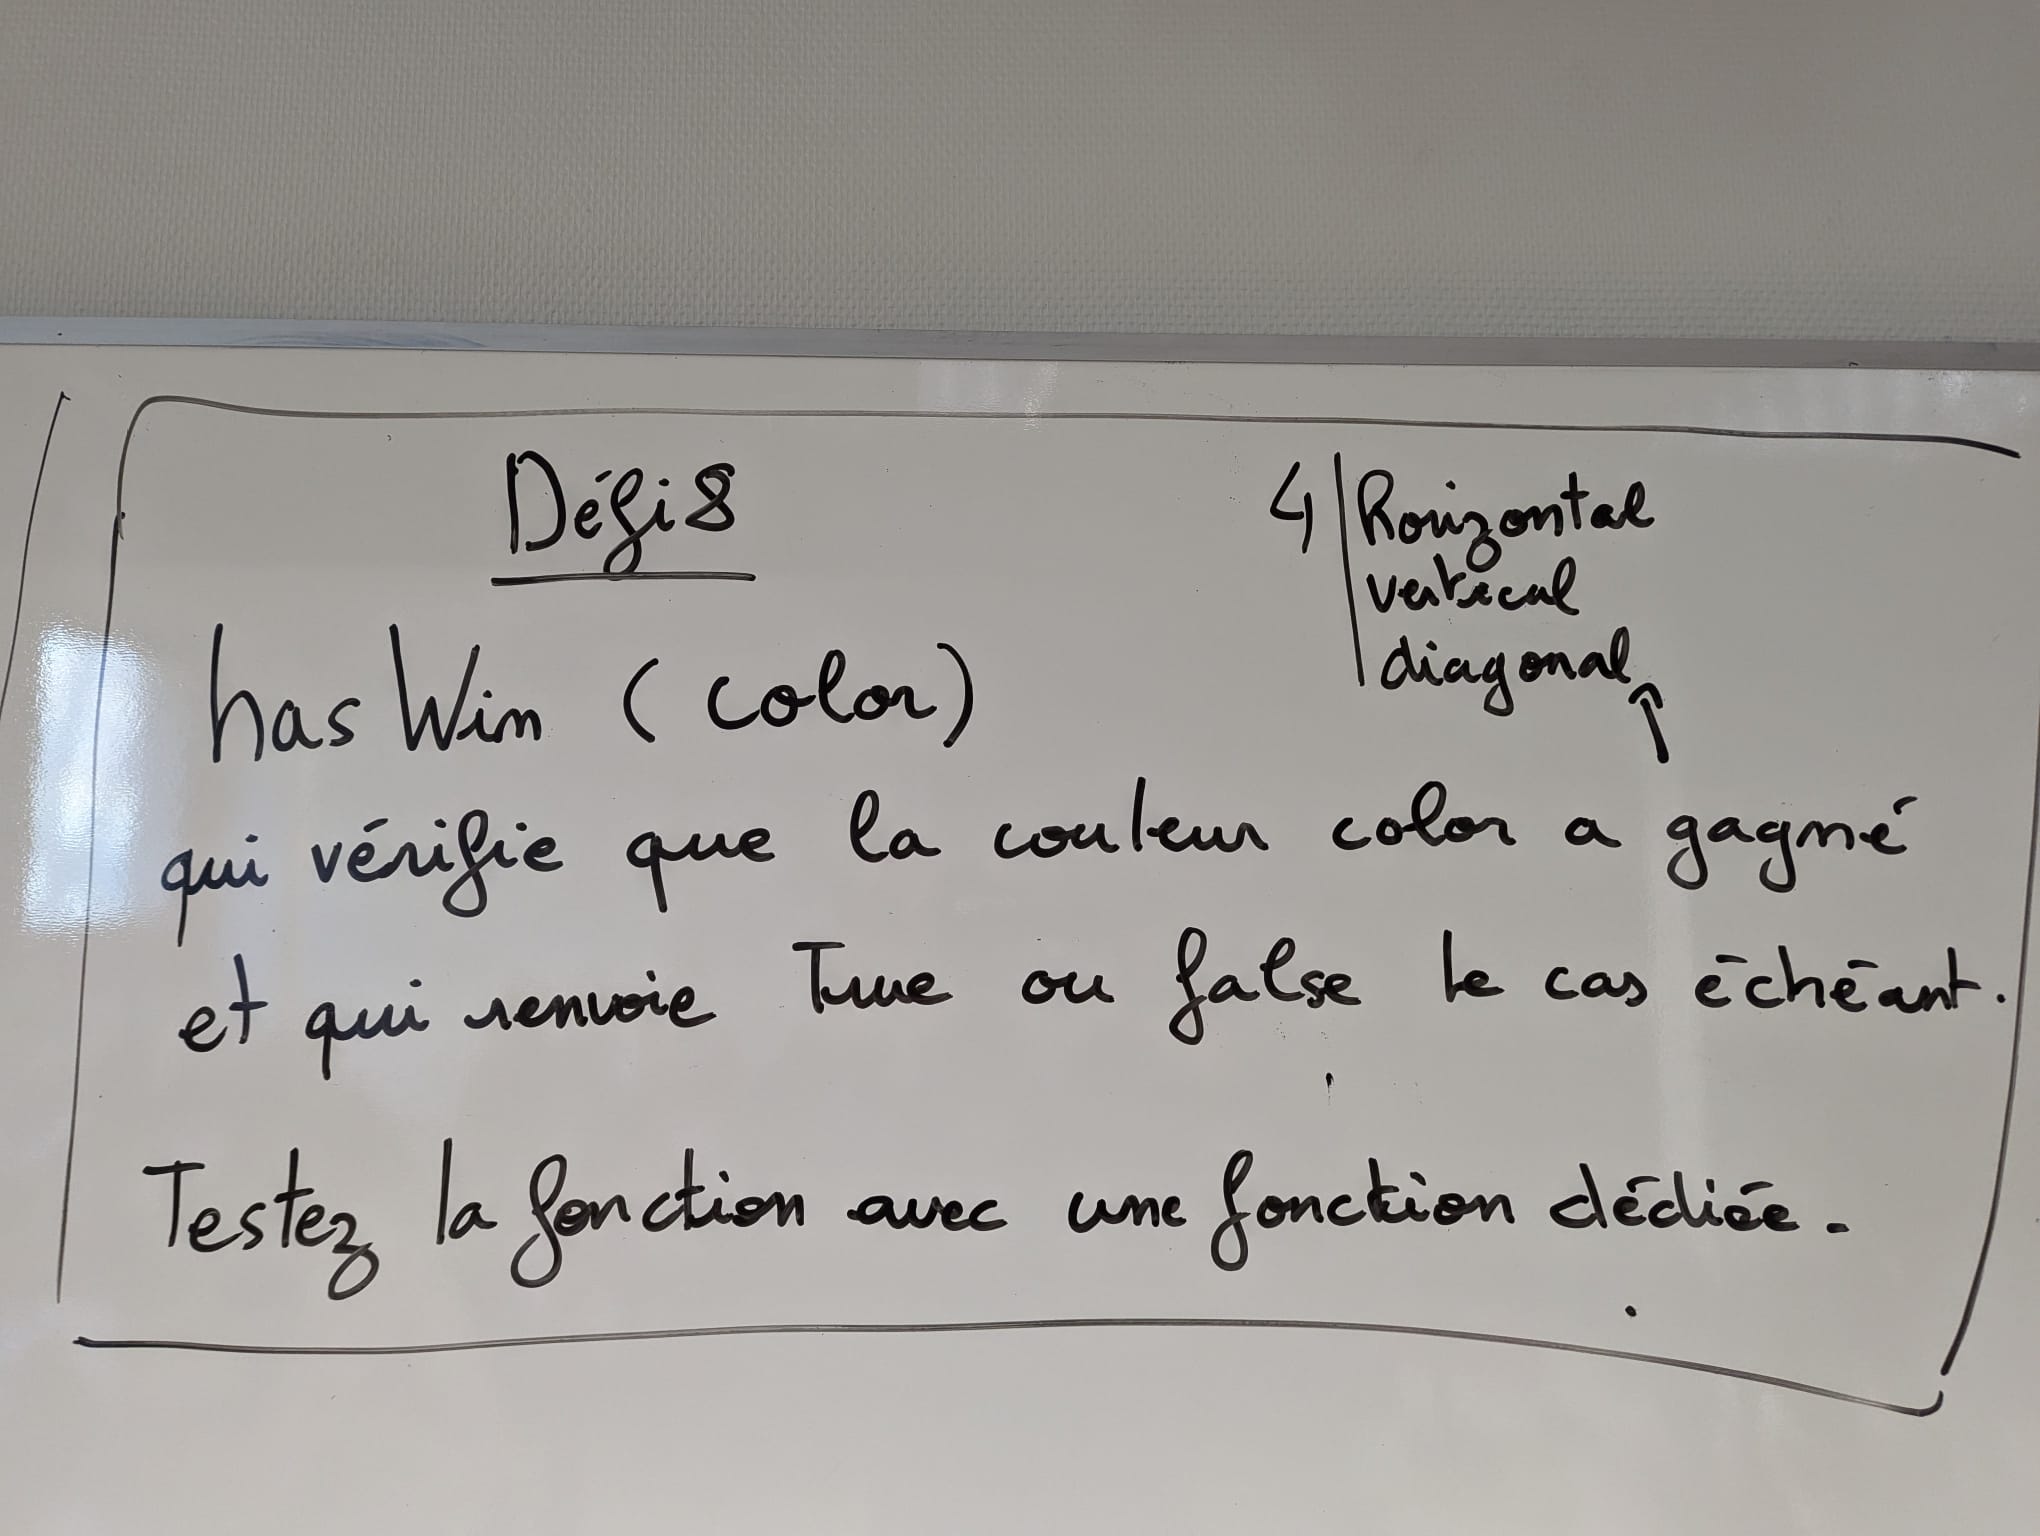 Défi 8
4 horizontal
vertical
diagonal
hasWin (color)
qui vérifie que la couleur color a gagné
et qui renvoie True ou false le cas échéant.
Testez la fonction avec une fonction dédiée.